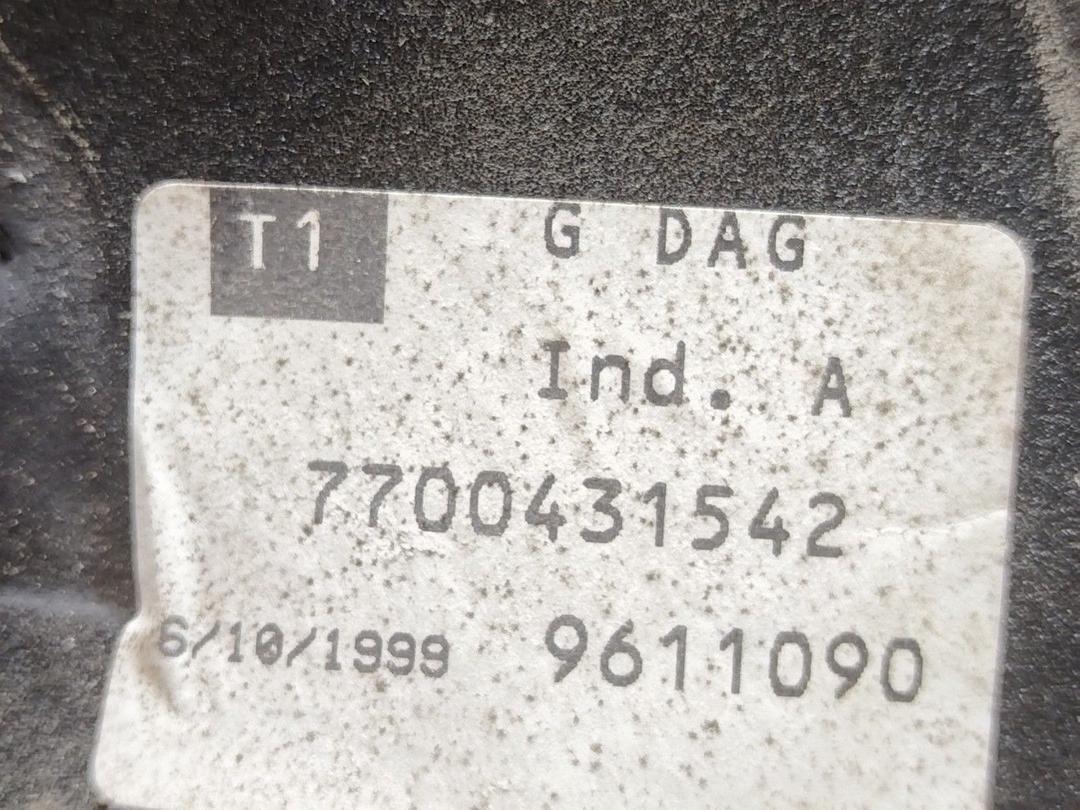 T1 G DAG
Ind. A
7700431542
6/10/1999 9611090